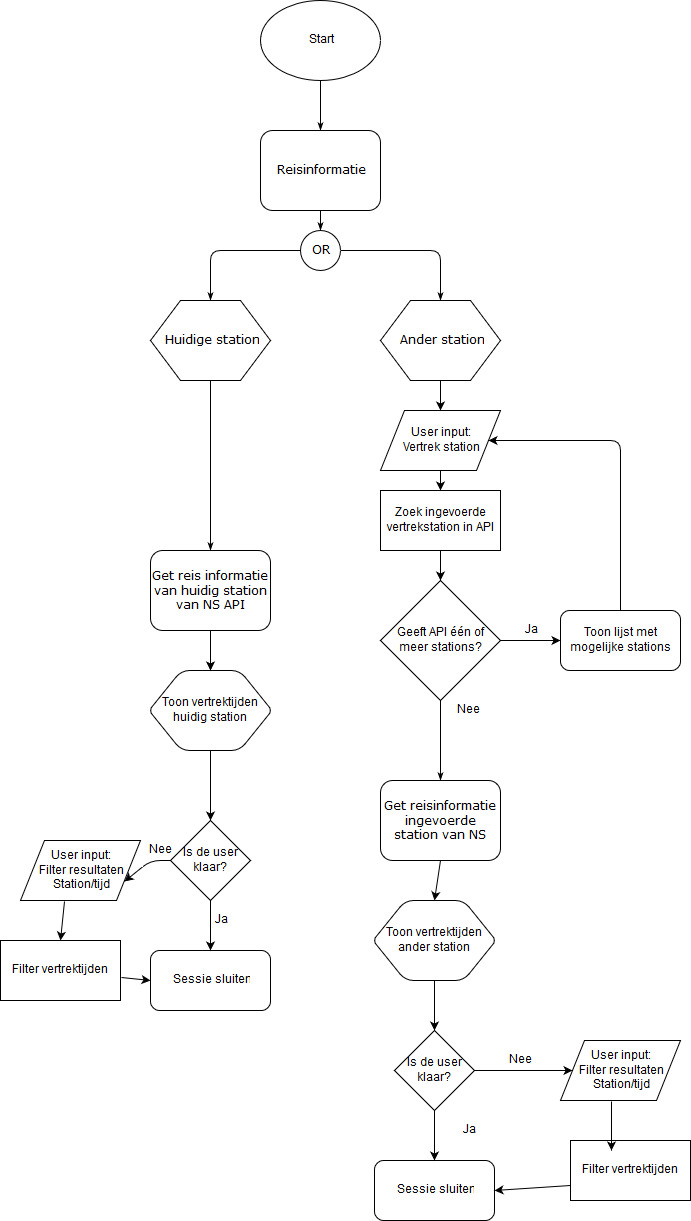 Start
Reisinformatie
OR
Huidige station
Ander station
User input:
Vertrek station
Zoek ingevoerde
vertrekstation in API
Geeft API één of
meer stations?
Ja
Toon lijst met
mogelijke stations
Nee
Get reis informatie
van huidig station
van NS API
Toon vertrektijden
huidig station
Get reisinformatie
ingevoerde
station van NS
Is de user
klaar?
Nee
User input:
Filter resultaten
Station/tijd
Ja
Filter vertrektijden
Sessie sluiten
Toon vertrektijden
ander station
Is de user
klaar?
Nee
User input:
Filter resultaten
Station/tijd
Ja
Filter vertrektijden
Sessie sluiten